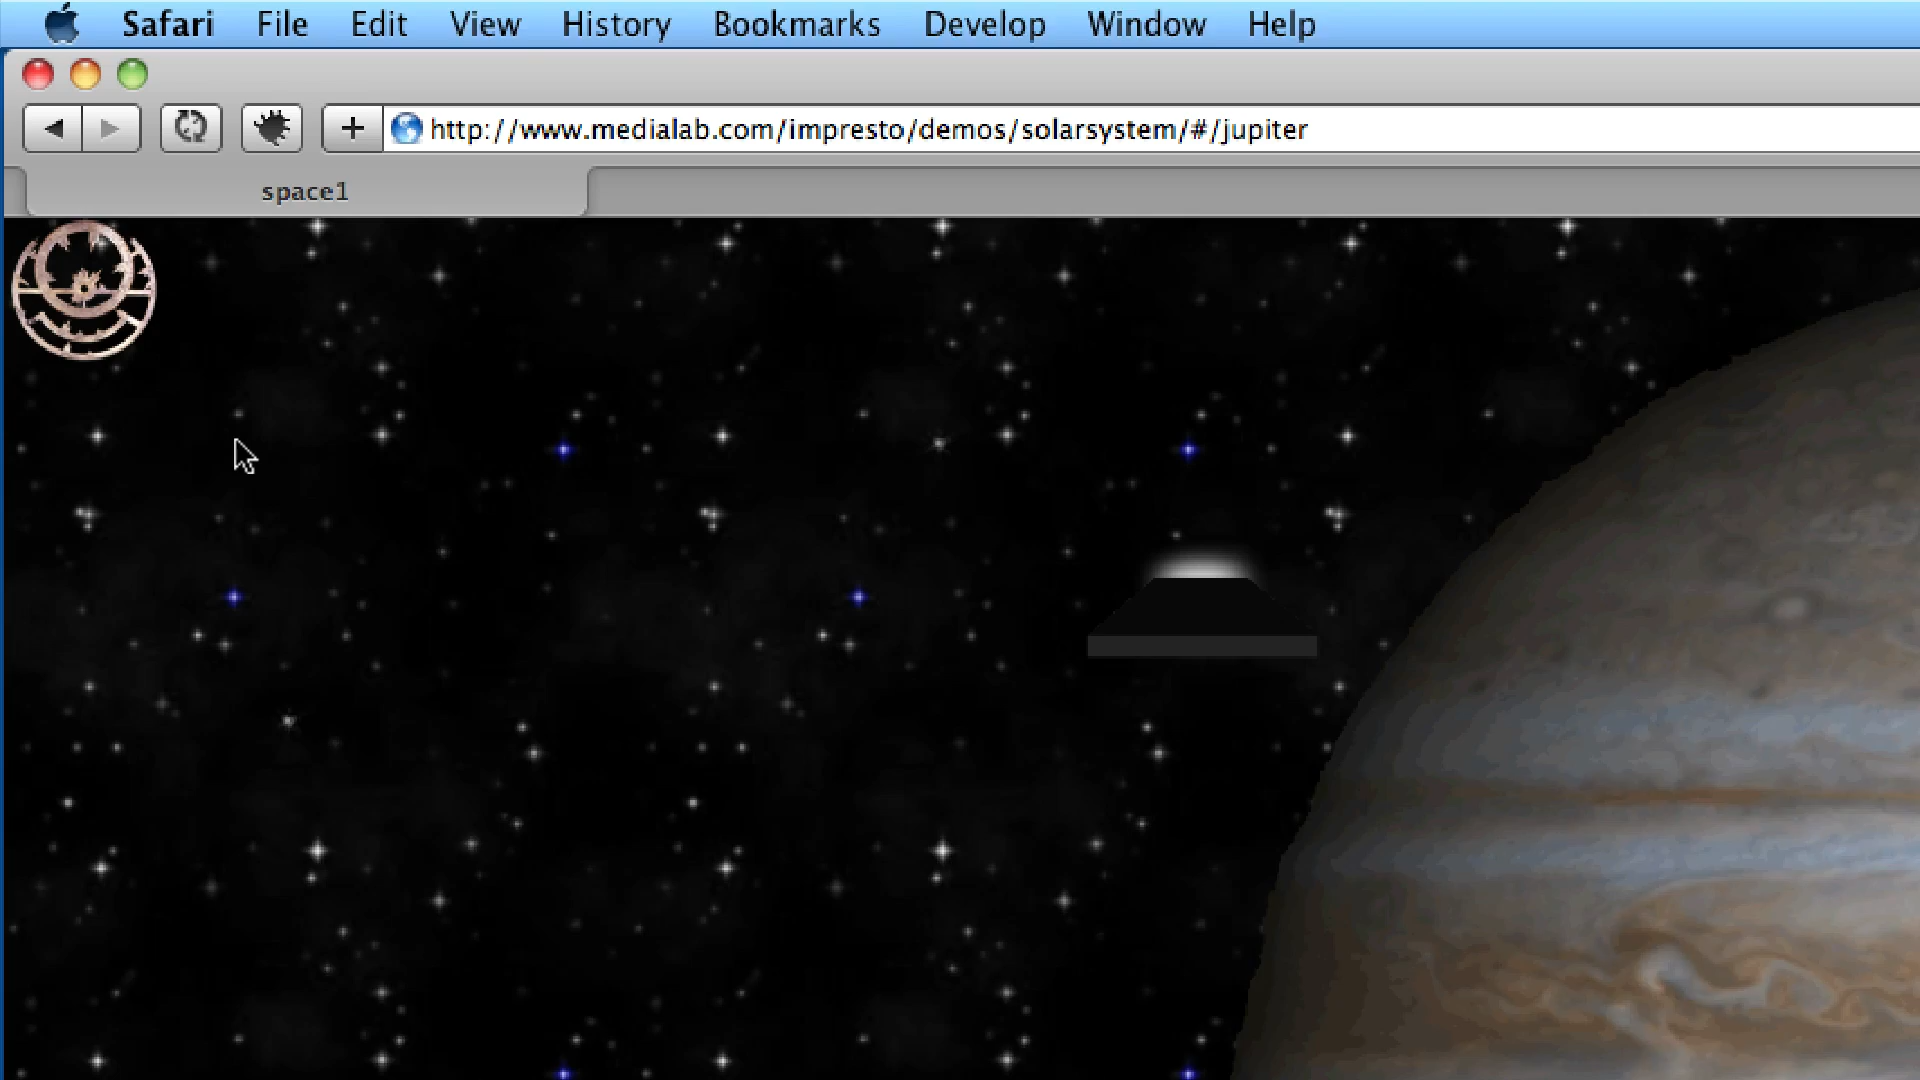 Safari File Edit View History Bookmarks Develop Window Help
http://www.medialab.com/impresto/demos/solarsystem/#/jupiter
space1